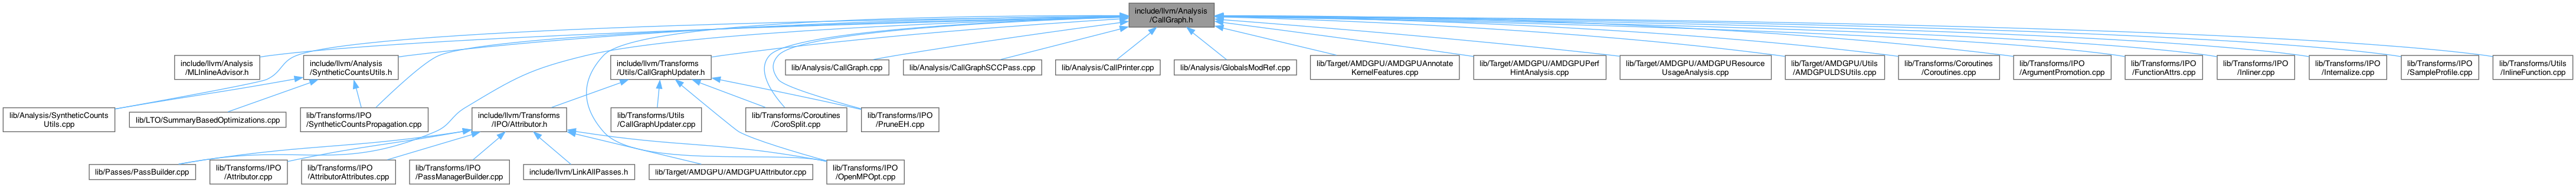 include/llvm/Analysis
/CallGraph.h
include/llvm/Analysis
/MLInlineAdvisor.h
include/llvm/Analysis
/SyntheticCountsUtils.h
include/llvm/Transforms
/Utils/CallGraphUpdater.h
lib/Analysis/CallGraph.cpp
lib/Analysis/CallGraphSCCPass.cpp
lib/Analysis/CallPrinter.cpp
lib/Analysis/GlobalsModRef.cpp
lib/Target/AMDGPU/AMDGPUAnnotate
KernelFeatures.cpp
lib/Target/AMDGPU/AMDGPUPerf
HintAnalysis.cpp
lib/Target/AMDGPU/AMDGPUResource
UsageAnalysis.cpp
lib/Target/AMDGPU/Utils
/AMDGPULDSUtils.cpp
lib/Transforms/Coroutines
/Coroutines.cpp
lib/Transforms/IPO
/ArgumentPromotion.cpp
lib/Transforms/IPO
/FunctionAttrs.cpp
lib/Transforms/IPO
/Inliner.cpp
lib/Transforms/IPO
/Internalize.cpp
lib/Transforms/IPO
/SampleProfile.cpp
lib/Transforms/Utils
/InlineFunction.cpp
lib/Analysis/SyntheticCounts
Utils.cpp
lib/LTO/SummaryBasedOptimizations.cpp
lib/Transforms/IPO
/SyntheticCountsPropagation.cpp
include/llvm/Transforms
/IPO/Attributor.h
lib/Transforms/Utils
/CallGraphUpdater.cpp
lib/Transforms/Coroutines
/CoroSplit.cpp
lib/Transforms/IPO
/PruneEH.cpp
lib/Passes/PassBuilder.cpp
lib/Transforms/IPO
/Attributor.cpp
lib/Transforms/IPO
/AttributorAttributes.cpp
lib/Transforms/IPO
/PassManagerBuilder.cpp
include/llvm/LinkAllPasses.h
lib/Target/AMDGPU/AMDGPUAttributor.cpp
lib/Transforms/IPO
/OpenMPOpt.cpp